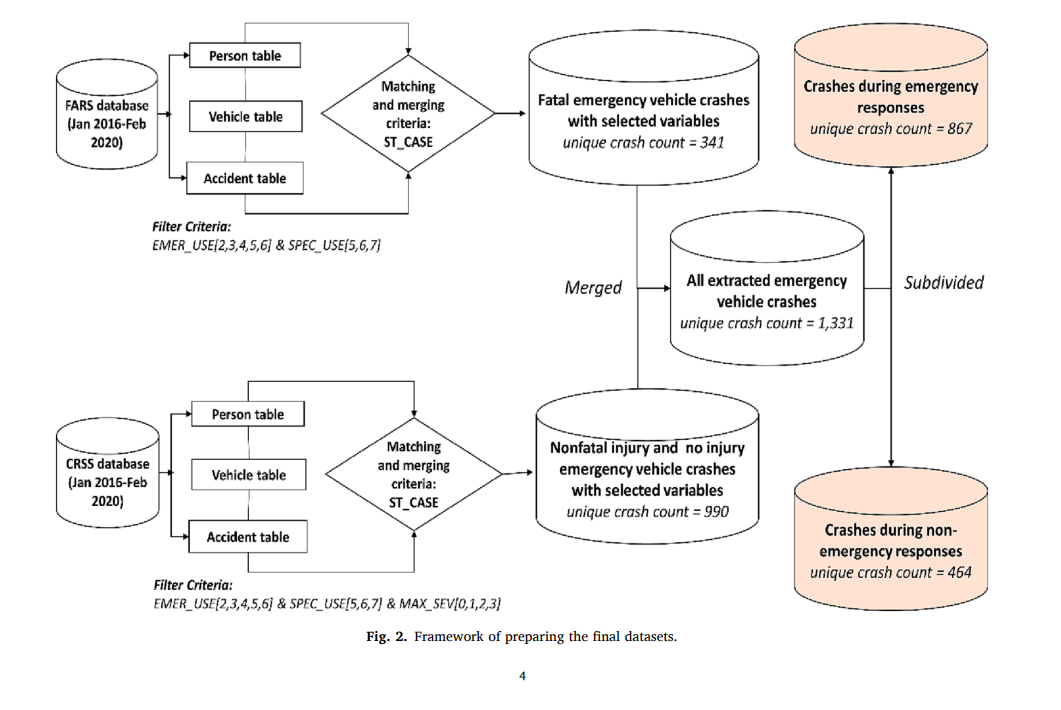 FARS database
(Jan 2016-Feb
2020)
Person table
Vehicle table
Accident table
Filter Criteria:
EMER_USE[2,3,4,5,6] & SPEC_USE[5,6,7]
Matching
and merging
criteria:
ST_CASE
Fatal emergency vehicle crashes
with selected variables
unique crash count = 341
CRSS database
(Jan 2016-Feb
2020)
Person table
Vehicle table
Accident table
Filter Criteria:
EMER_USE[2,3,4,5,6] & SPEC_USE[5,6,7] & MAX_SEV[0,1,2,3]
Matching
and merging
criteria:
ST_CASE
Nonfatal injury and no injury
emergency vehicle crashes
with selected variables
unique crash count = 990
Merged
All extracted emergency
vehicle crashes
unique crash count = 1,331
Subdivided
Crashes during emergency
responses
unique crash count = 867
Crashes during non-
emergency responses
unique crash count = 464
Fig. 2. Framework of preparing the final datasets.
4